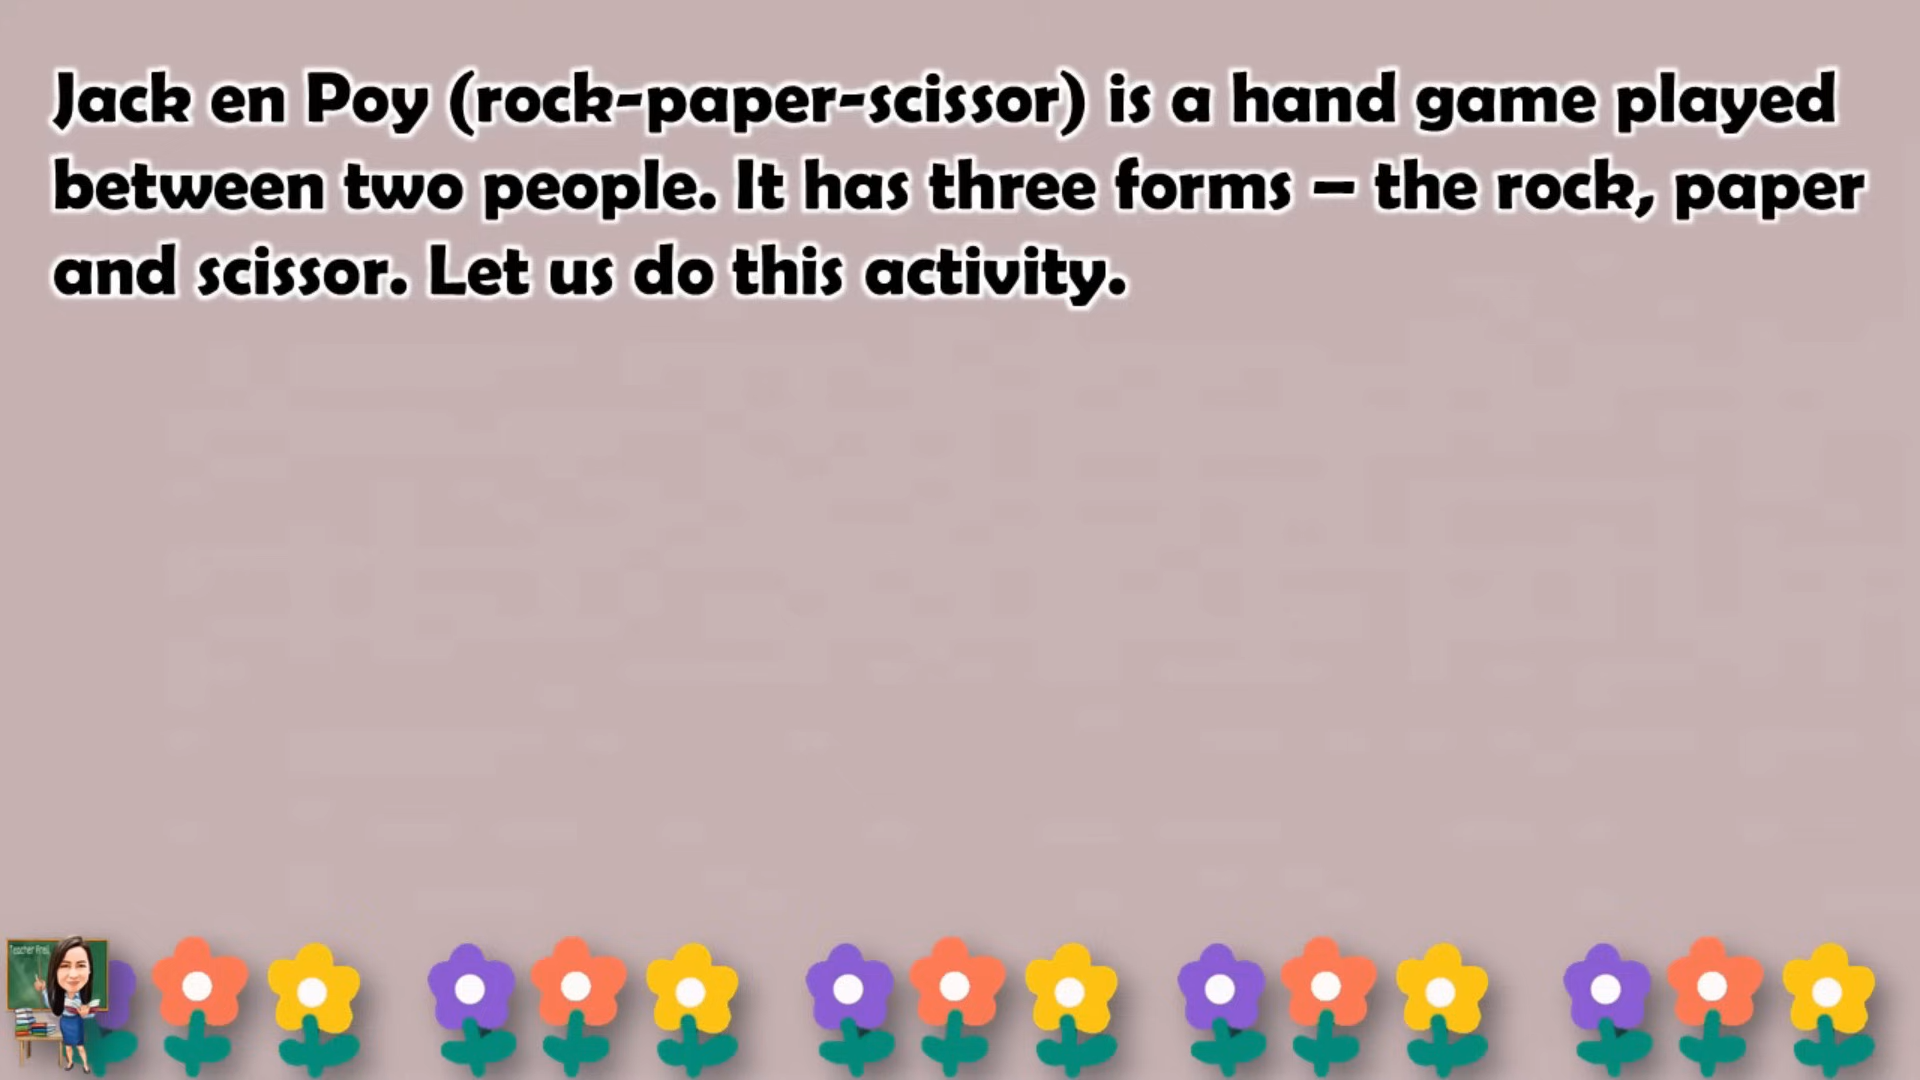 Jack en Poy (rock-paper-scissor) is a hand game played
between two people. It has three forms – the rock, paper
and scissor. Let us do this activity.